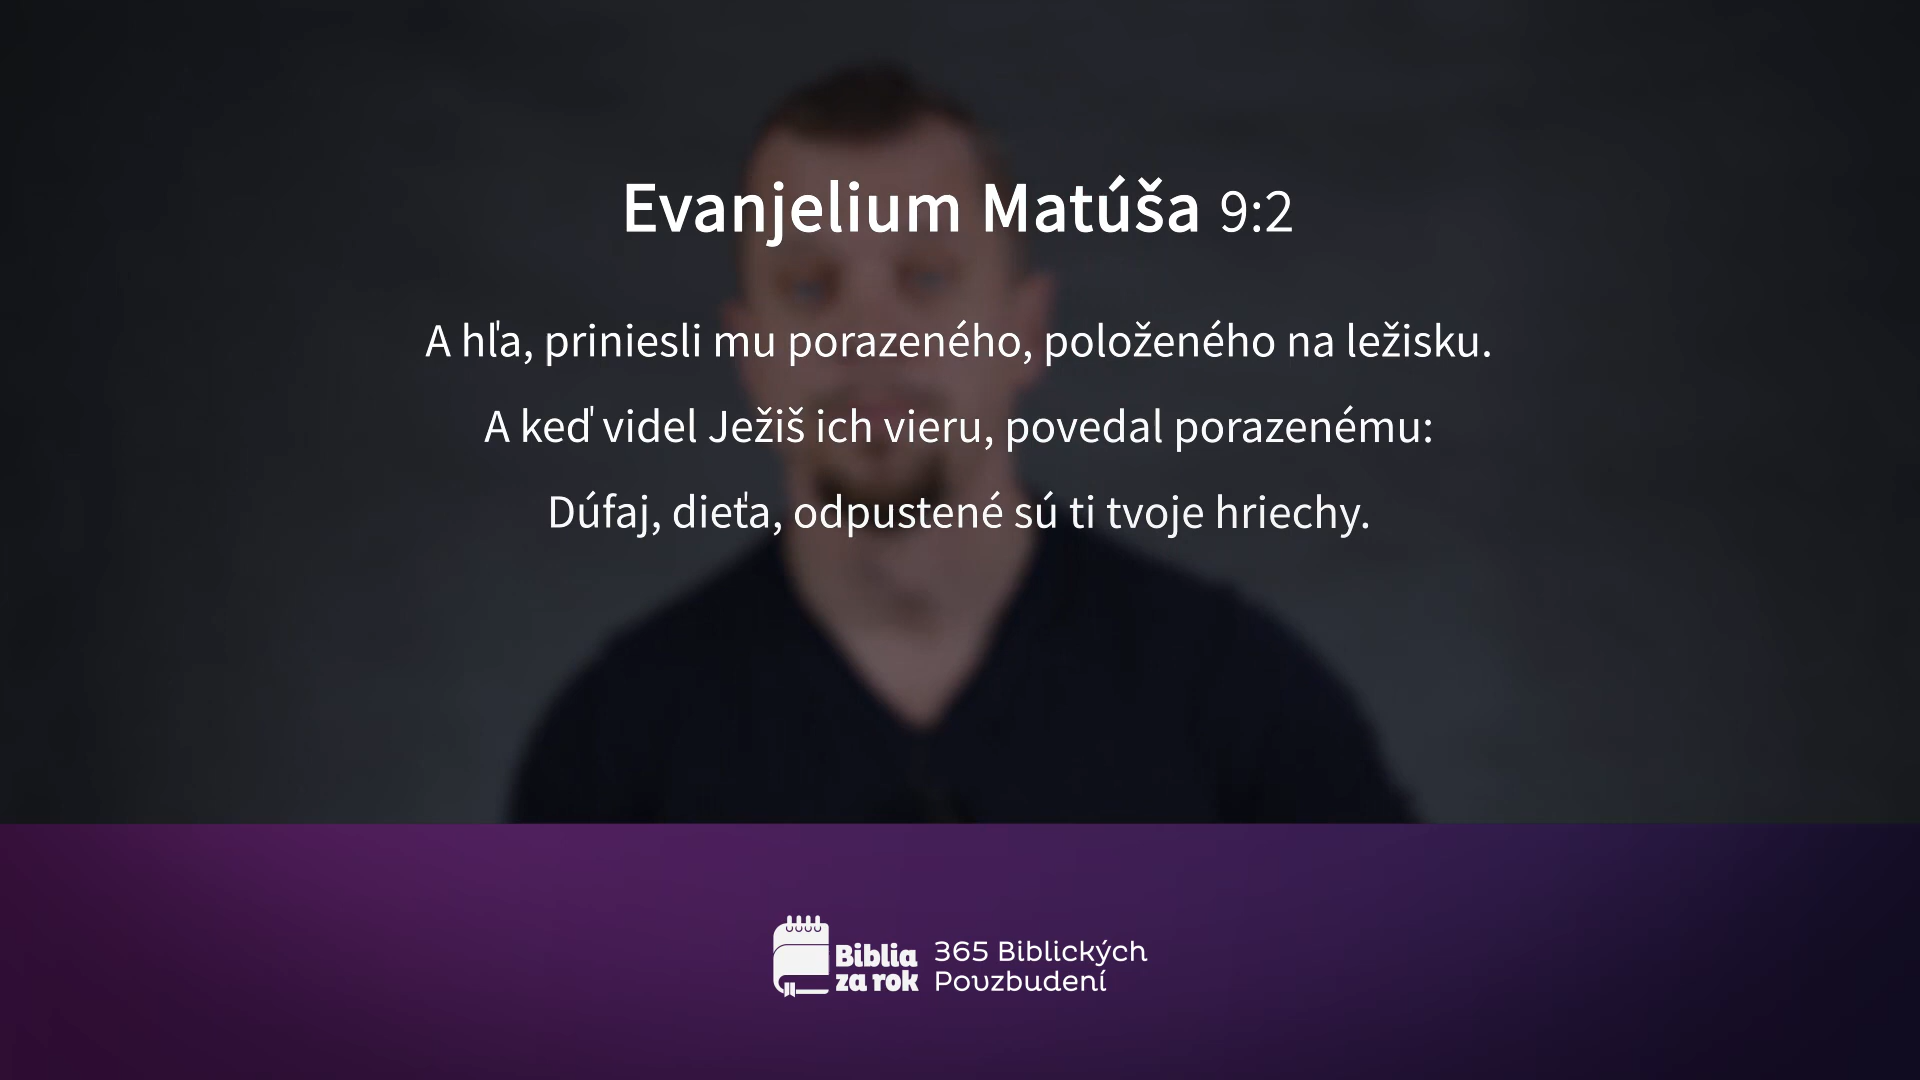 Evanjelium Matúša 9:2
A hľa, priniesli mu porazeného, položeného na ležisku.
A keď videl Ježiš ich vieru, povedal porazenému:
Dúfaj, dieťa, odpustené sú ti tvoje hriechy.
Biblia
za rok
365 Biblických
Povzbudení